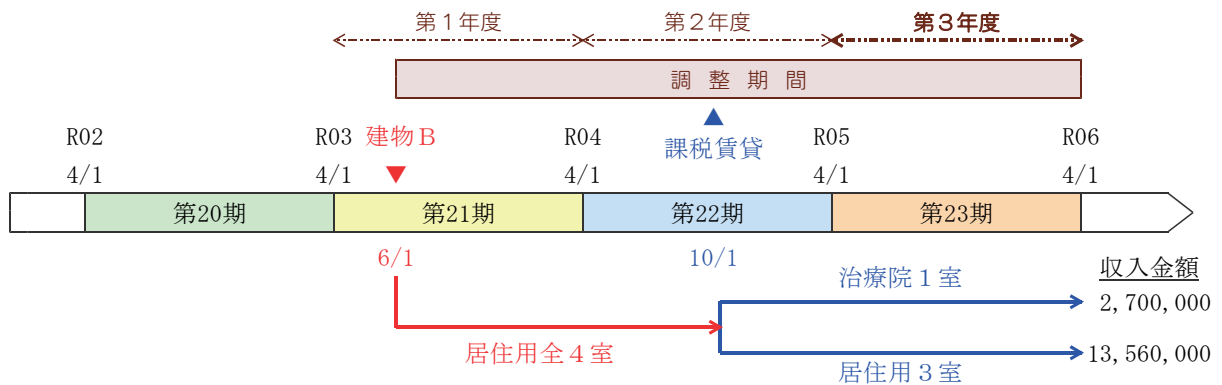 第１年度 第２年度 第３年度
調整期間
R02 R03 建物Ｂ R04 課税賃貸 R05 R06
4/1 4/1 4/1 4/1 4/1
第20期 第21期 第22期 第23期
6/1 10/1 収入金額
治療院１室 2,700,000
居住用全４室 居住用３室 13,560,000